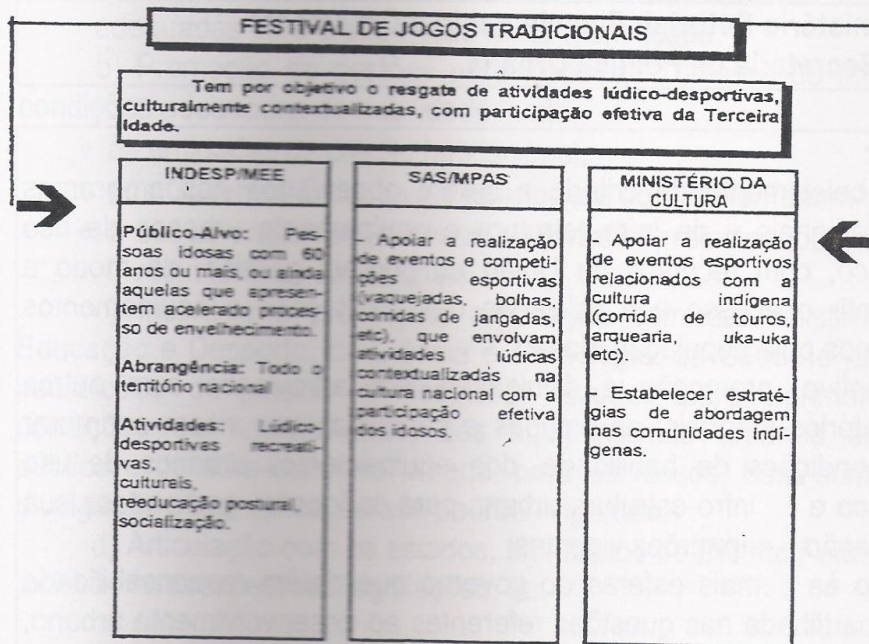 FESTIVAL DE JOGOS TRADICIONAIS
Tem por objetivo o resgate de atividades lúdico-desportivas,
culturalmente contextualizadas, com participação efetiva da Terceira
Idade.
INDESP/MEE
Público-Alvo: Pes-
soas idosas com 60
anos ou mais, ou ainda
aquelas que apresen-
tem acelerado proces-
so de envelhecimento.
Abrangência: Todo o
território nacional
Atividades: Lúdico-
desportivas recreati-
vas.
culturais,
reeducação postural,
socialização.
SAS/MPAS
- Apoiar a realização
de eventos e competi-
ções esportivas
(vaquejadas, bolhas,
corridas de jangadas,
etc), que envolvam
atividades lúdicas
contextualizadas na
cultura nacional com a
participação efetiva
dos idosos.
MINISTÉRIO DA
CULTURA
- Apoiar a realização
de eventos esportivos
relacionados com a
cultura indígena
(corrida de touros,
arquearia, uka-uka
etc).
- Estabelecer estraté-
gias de abordagem
nas comunidades indí-
genas.